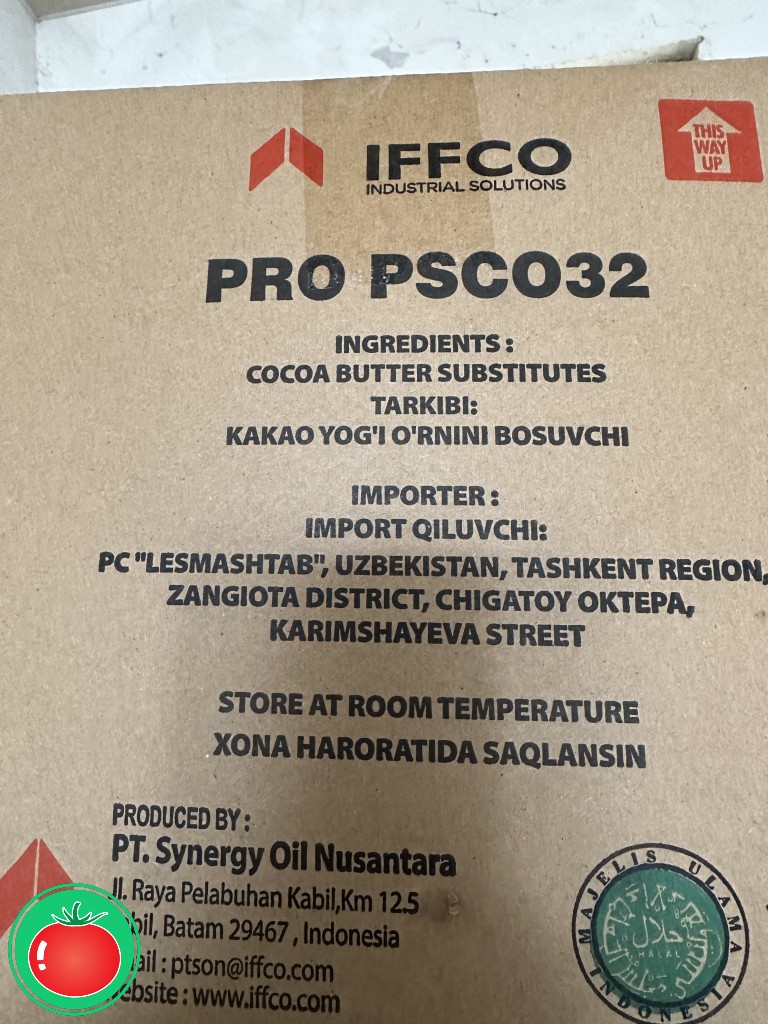 THIS
WAY
UP
IFFCO
INDUSTRIAL SOLUTIONS
PRO PSCO32
INGREDIENTS :
COCOA BUTTER SUBSTITUTES
TARKIBI:
KAKAO YOG'I O'RNINI BOSUVCHI
IMPORTER :
IMPORT QILUVCHI:
PC "LESMASHTAB", UZBEKISTAN, TASHKENT REGION,
ZANGIOTA DISTRICT, CHIGATOY OKTEPA,
KARIMSHAYEVA STREET
STORE AT ROOM TEMPERATURE
XONA HARORATIDA SAQLANSIN
PRODUCED BY :
PT. Synergy Oil Nusantara
Jl. Raya Pelabuhan Kabil,Km 12.5
Batam 29467 , Indonesia
: ptson@iffco.com
: www.iffco.com
MAJELIS ULAMA INDONESIA
حلال
HALAL